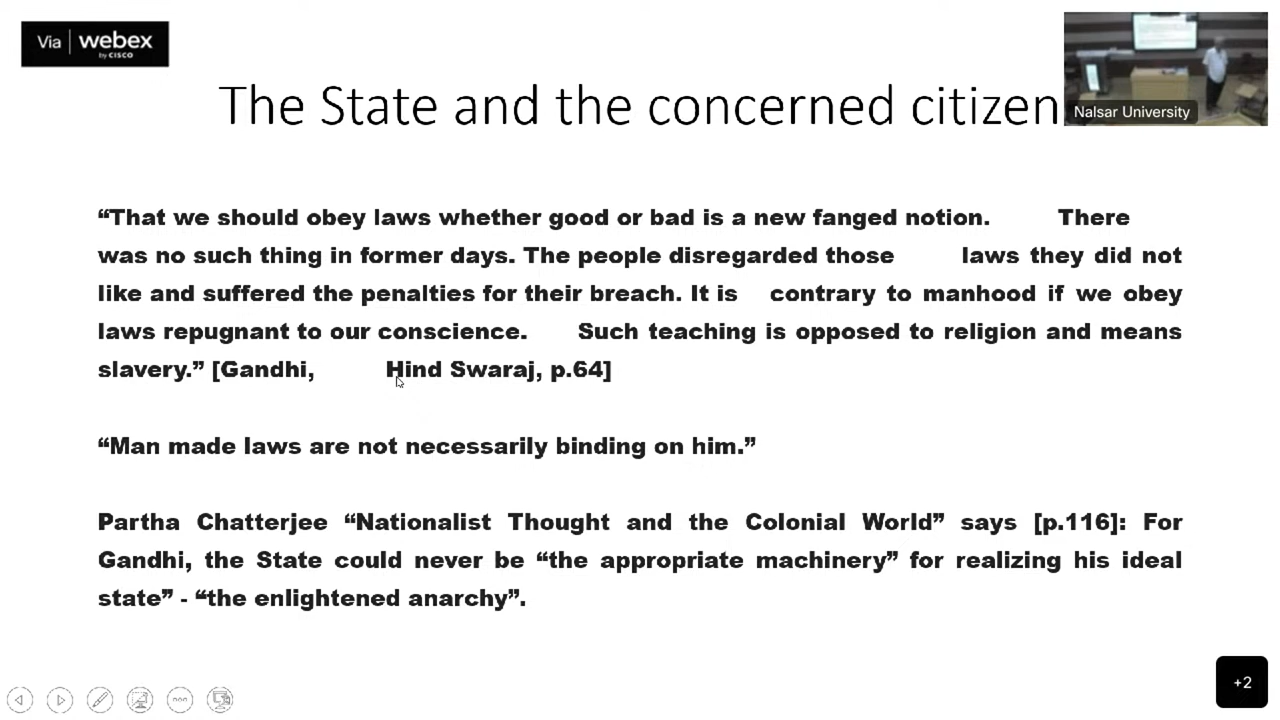 Via webex
by CISCO
Nalsar University
The State and the concerned citizen
“That we should obey laws whether good or bad is a new fanged notion. There
was no such thing in former days. The people disregarded those laws they did not
like and suffered the penalties for their breach. It is contrary to manhood if we obey
laws repugnant to our conscience. Such teaching is opposed to religion and means
slavery.” [Gandhi, Hind Swaraj, p.64]
“Man made laws are not necessarily binding on him.”
Partha Chatterjee “Nationalist Thought and the Colonial World” says [p.116]: For
Gandhi, the State could never be “the appropriate machinery” for realizing his ideal
state” - “the enlightened anarchy”.
+2